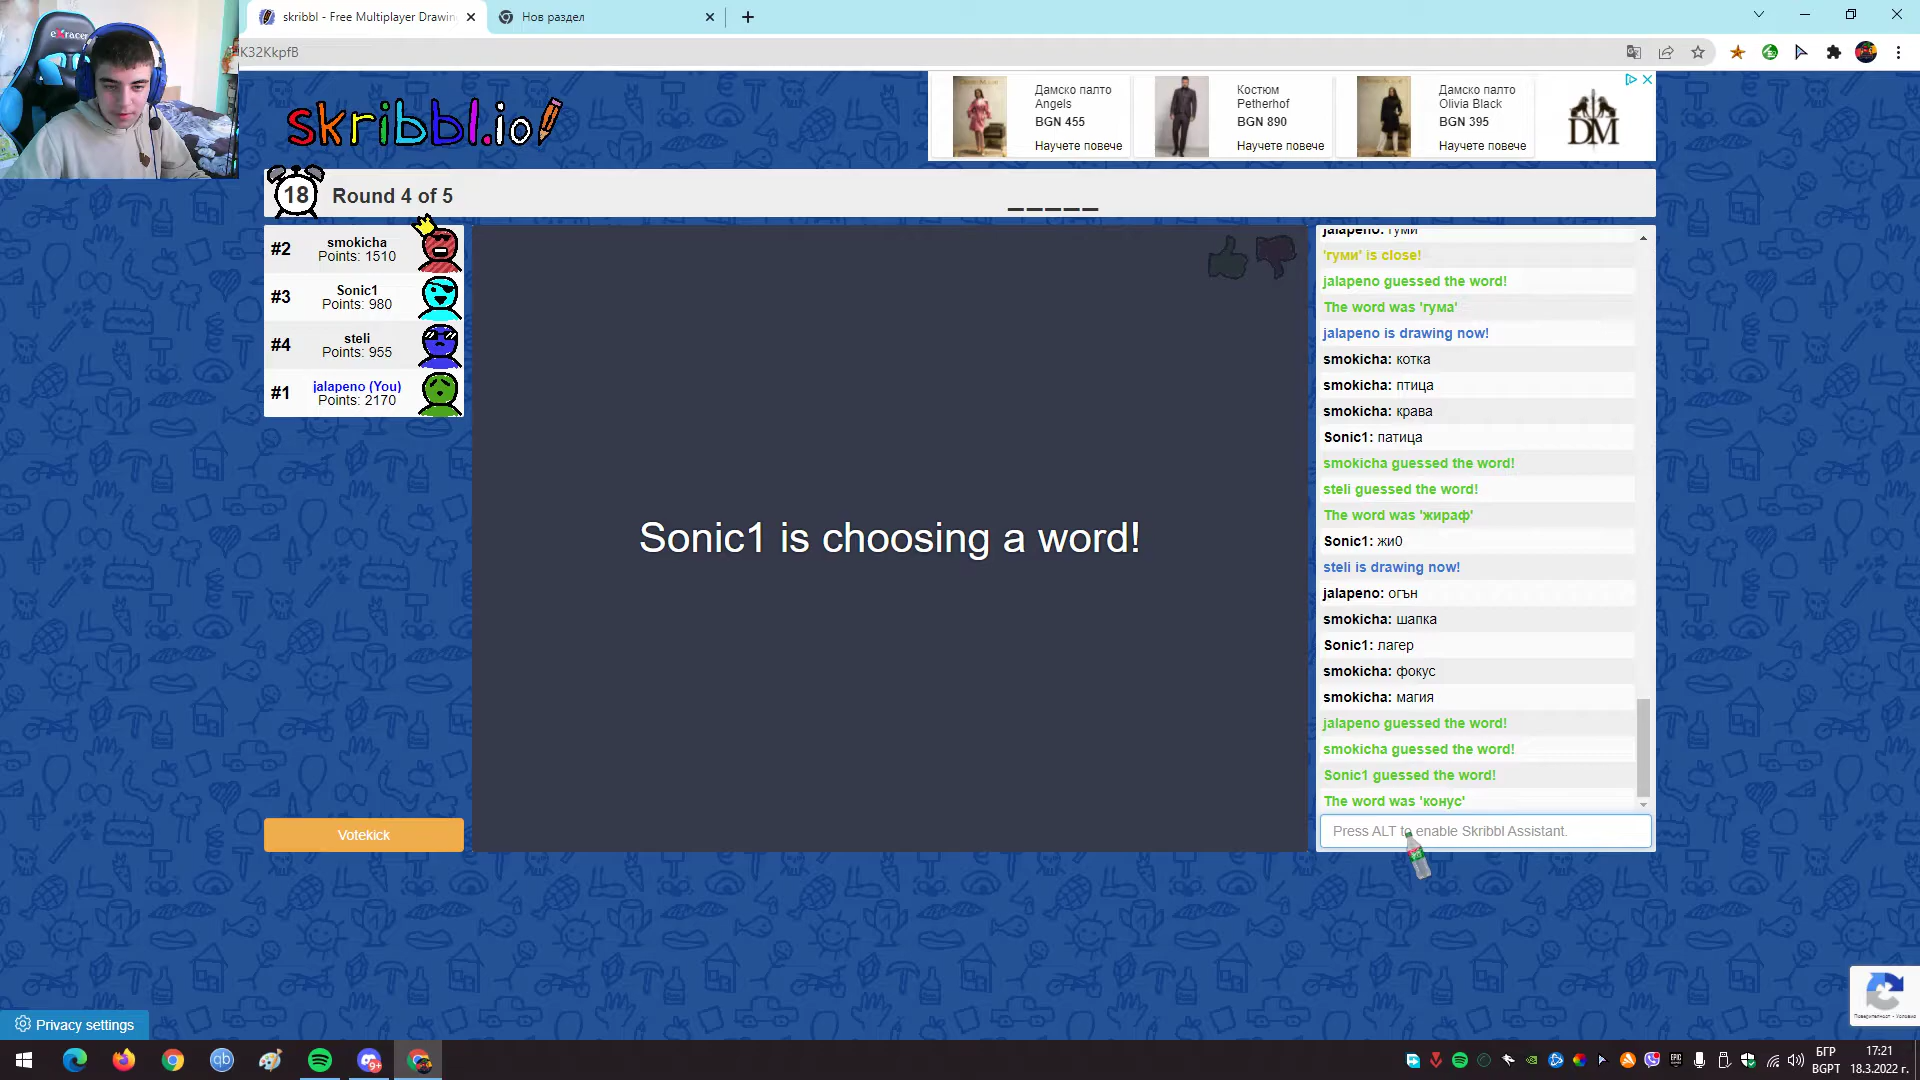 skribbl - Free Multiplayer Drawin
Нов раздел
K32KkpfB
eXtracer
skribbl.io
Дамско палто
Angels
BGN 455
Научете повече
Костюм
Petherhof
BGN 890
Научете повече
Дамско палто
Olivia Black
BGN 395
Научете повече
DM
18
Round 4 of 5
_____
#2
smokicha
Points: 1510
#3
Sonic1
Points: 980
#4
steli
Points: 955
#1
jalapeno (You)
Points: 2170
Votekick
Sonic1 is choosing a word!
jalapeno: гуми
'гуми' is close!
jalapeno guessed the word!
The word was 'гума'
jalapeno is drawing now!
smokicha: котка
smokicha: птица
smokicha: крава
Sonic1: патица
smokicha guessed the word!
steli guessed the word!
The word was 'жираф'
Sonic1: жи0
steli is drawing now!
jalapeno: огън
smokicha: шапка
Sonic1: лагер
smokicha: фокус
smokicha: магия
jalapeno guessed the word!
smokicha guessed the word!
Sonic1 guessed the word!
The word was 'конус'
Press ALT to enable Skribbl Assistant.
Privacy settings
БГР
BGPT
17:21
18.3.2022 г.